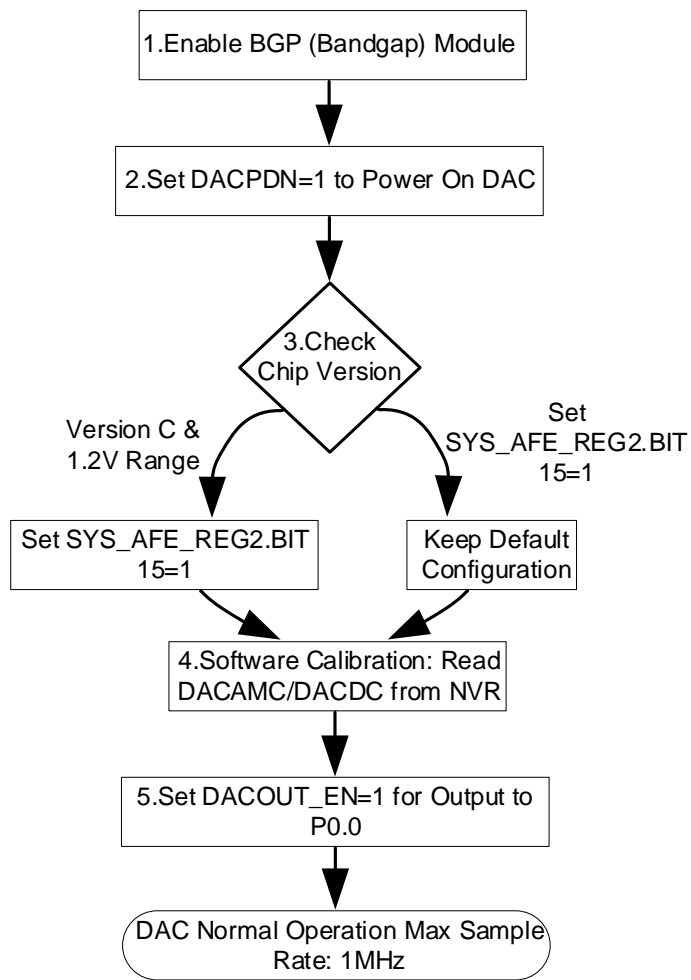 1.Enable BGP (Bandgap) Module
2.Set DACPDN=1 to Power On DAC
3.Check
Chip Version
Version C &
1.2V Range
Set
SYS_AFE_REG2.BIT
15=1
Set SYS_AFE_REG2.BIT
15=1
Keep Default
Configuration
4.Software Calibration: Read
DACAMC/DACDC from NVR
5.Set DACOUT_EN=1 for Output to
P0.0
DAC Normal Operation Max Sample
Rate: 1MHz